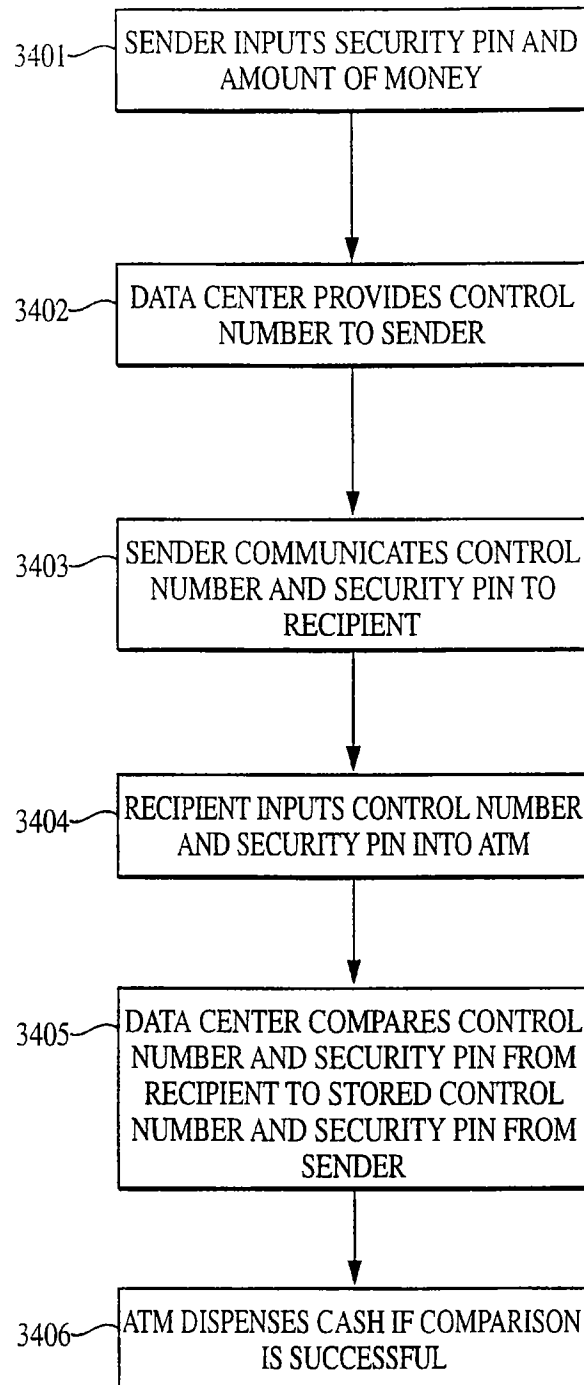 3401
SENDER INPUTS SECURITY PIN AND
AMOUNT OF MONEY
3402
DATA CENTER PROVIDES CONTROL
NUMBER TO SENDER
3403
SENDER COMMUNICATES CONTROL
NUMBER AND SECURITY PIN TO
RECIPIENT
3404
RECIPIENT INPUTS CONTROL NUMBER
AND SECURITY PIN INTO ATM
3405
DATA CENTER COMPARES CONTROL
NUMBER AND SECURITY PIN FROM
RECIPIENT TO STORED CONTROL
NUMBER AND SECURITY PIN FROM
SENDER
3406
ATM DISPENSES CASH IF COMPARISON
IS SUCCESSFUL